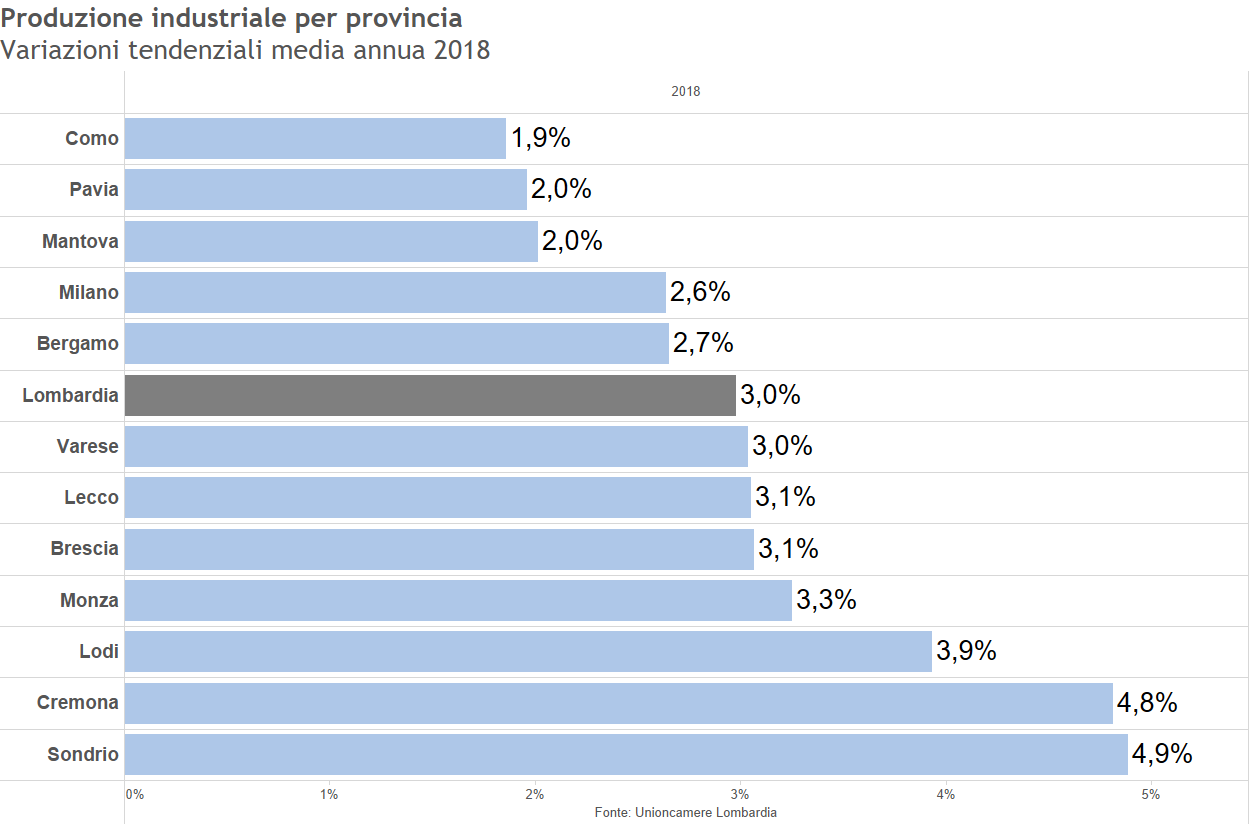 Produzione industriale per provincia
Variazioni tendenziali media annua 2018
2018
Como 1,9%
Pavia 2,0%
Mantova 2,0%
Milano 2,6%
Bergamo 2,7%
Lombardia 3,0%
Varese 3,0%
Lecco 3,1%
Brescia 3,1%
Monza 3,3%
Lodi 3,9%
Cremona 4,8%
Sondrio 4,9%
0% 1% 2% 3% 4% 5%
Fonte: Unioncamere Lombardia